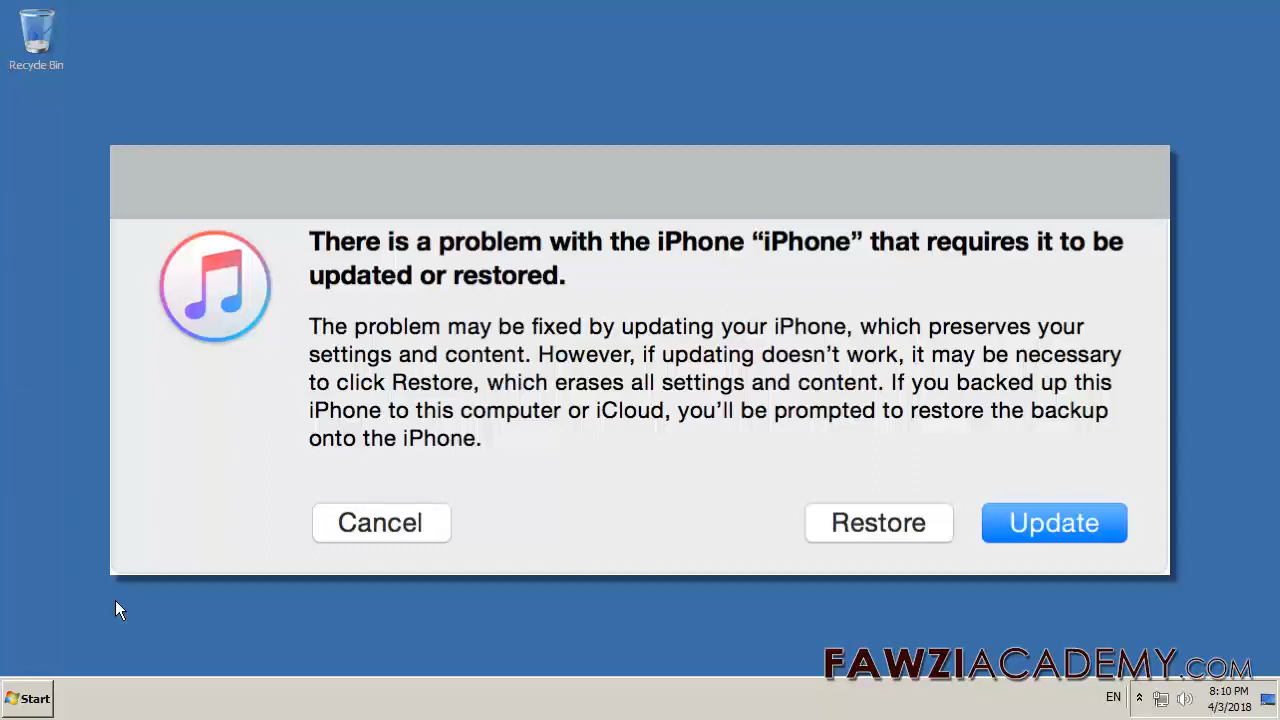 Recycle Bin
There is a problem with the iPhone “iPhone” that requires it to be
updated or restored.
The problem may be fixed by updating your iPhone, which preserves your
settings and content. However, if updating doesn’t work, it may be necessary
to click Restore, which erases all settings and content. If you backed up this
iPhone to this computer or iCloud, you’ll be prompted to restore the backup
onto the iPhone.
Cancel
Restore
Update
FAWZIACADEMY.COM
Start
EN
8:10 PM
4/3/2018